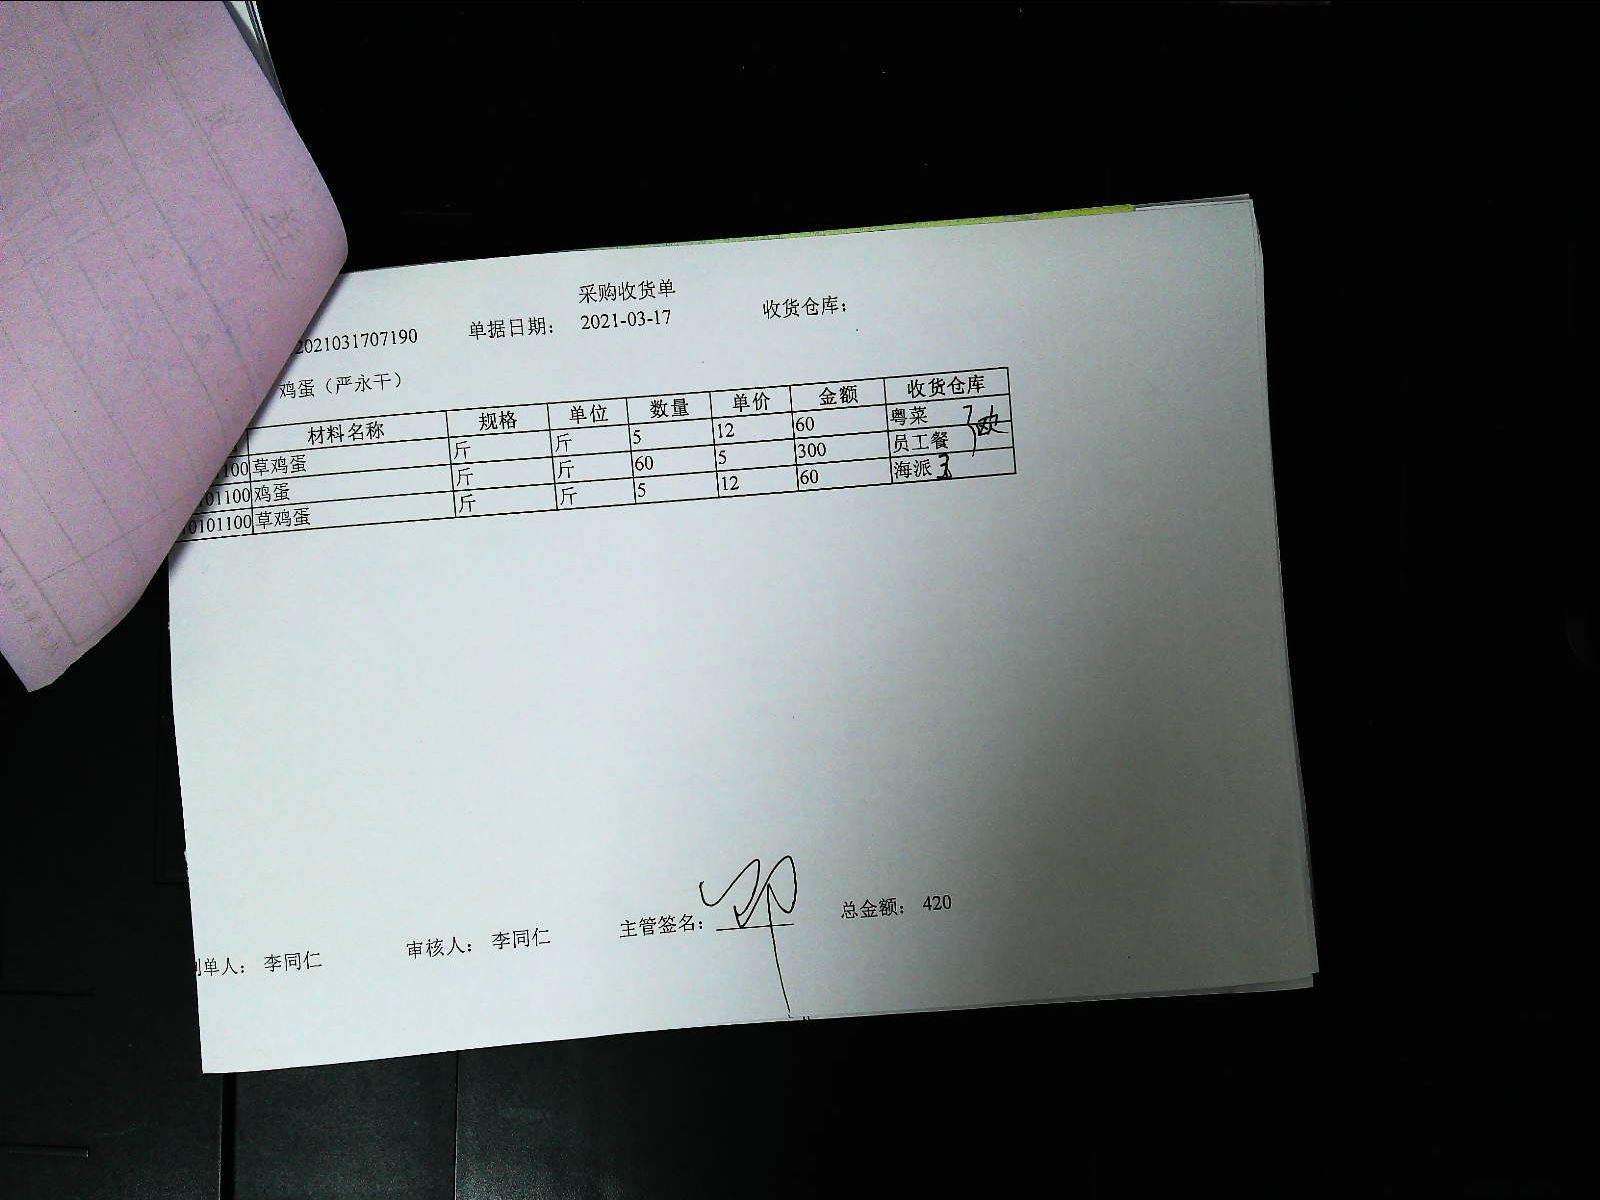 采购收货单
2021031707190 单据日期： 2021-03-17 收货仓库：
鸡蛋（严永干）
材料名称 规格 单位 数量 单价 金额 收货仓库
100 草鸡蛋 斤 斤 5 12 60 粤菜
01100 鸡蛋 斤 斤 60 5 300 员工餐
0101100 草鸡蛋 斤 斤 5 12 60 海派
单人： 李同仁 审核人： 李同仁 主管签名： 总金额： 420